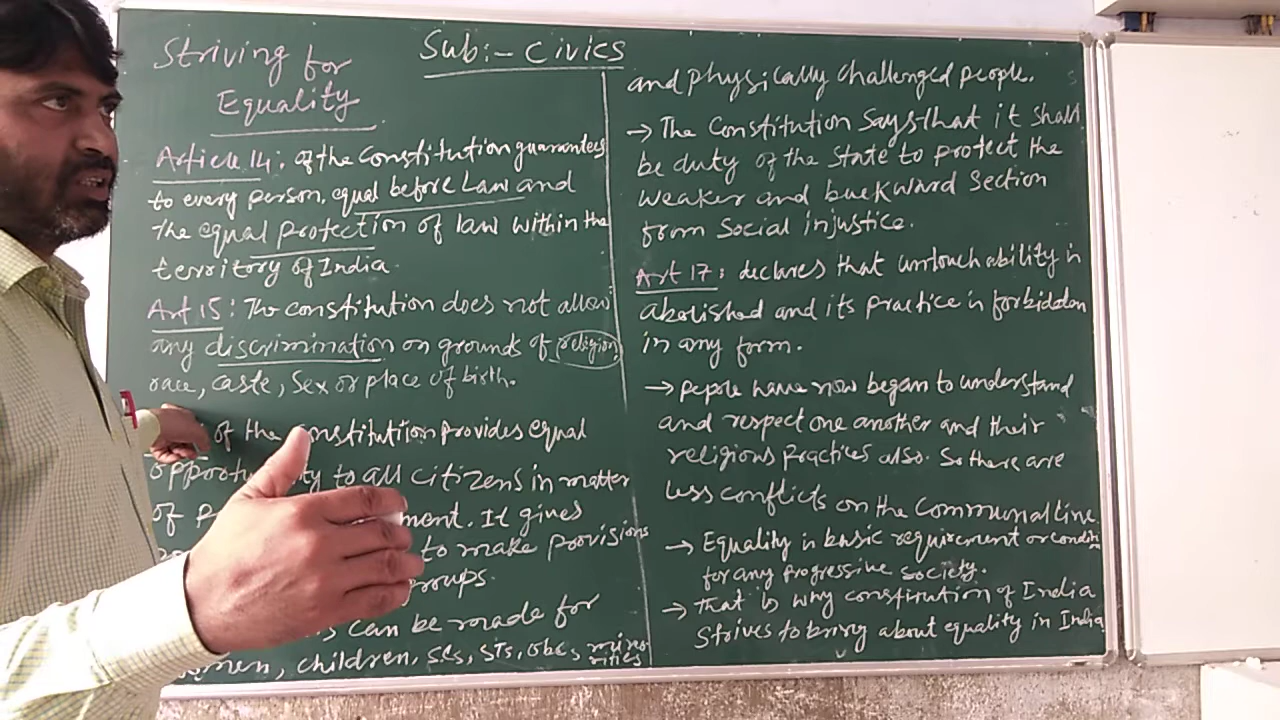 Sub:- Civics
Striving for
Equality
Article 14: of the Constitution guarantees
to every person, equal before Law and
The equal protection of law within the
territory of India
Art 15: The constitution does not allow
any discrimination on grounds of religion
race, caste, Sex or place of birth.
of the Constitution provides equal
to all citizens in matter
of ment. It gives
to make provisions
groups.
can be made for
children, SCs, STs, OBCs, mino-
rities
and physically challenged people.
→ The Constitution Says that it shall
be duty of the State to protect the
weaker and backward Section
from Social injustice.
Art 17: declares that untouchability in
abolished and its practice in forbidden
in any form.
→ pepole have now began to understand
and respect one another and their
religious practices also. So there are
less conflicts on the Communal line.
→ Equality in basic requirement or conditi
for any progressive society.
→ that is why constitution of India
Strives to bring about equality in India